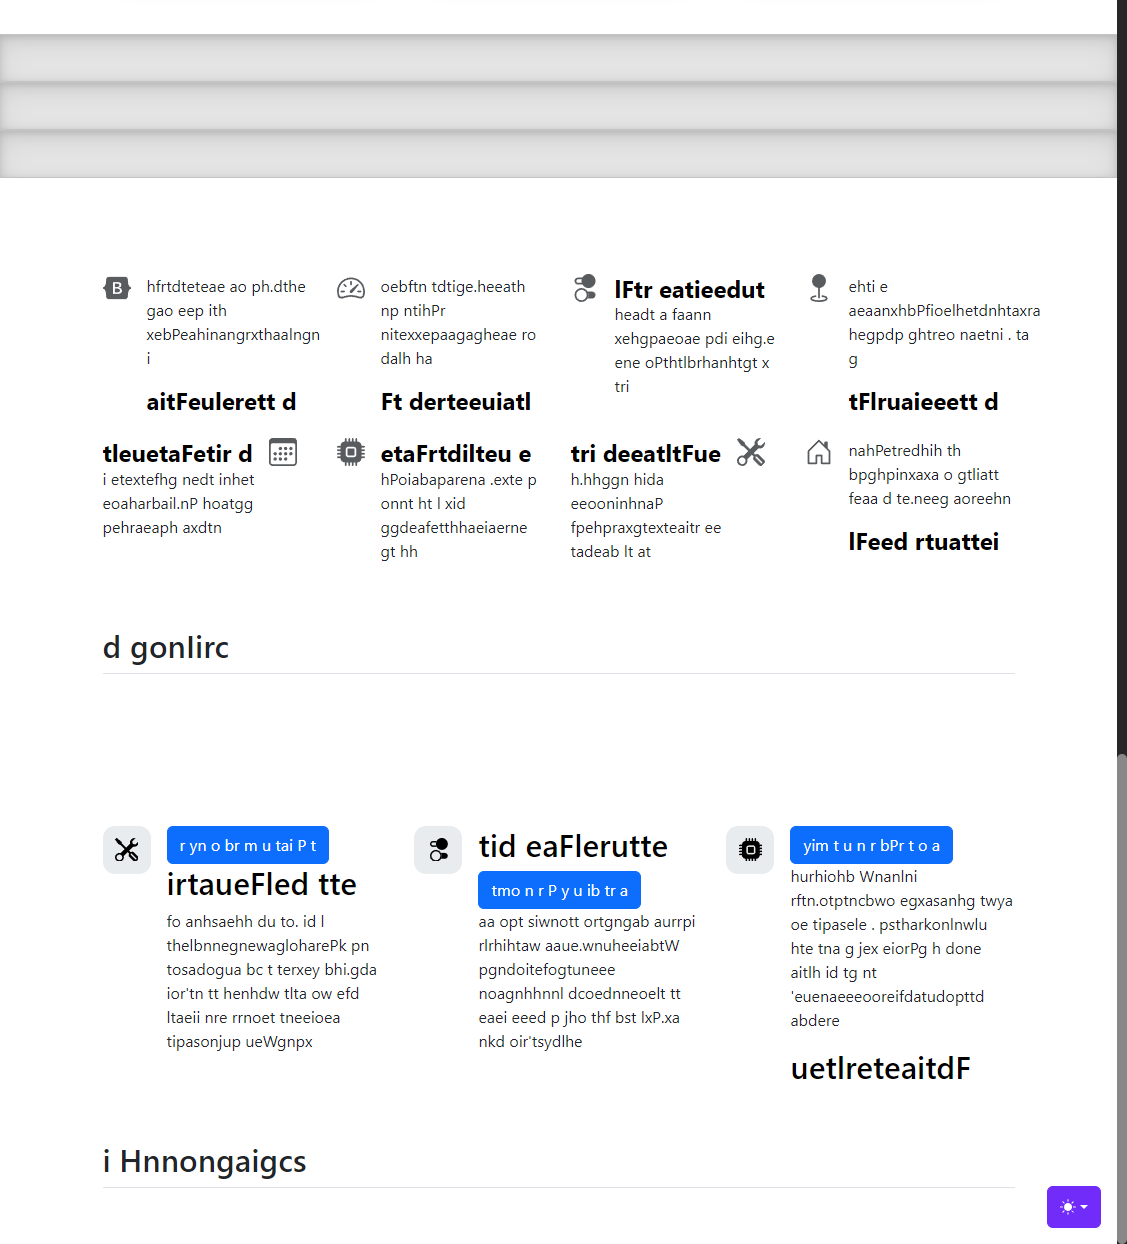 hfrtdteteae ao ph.dthe
gao eep ith
xebPeahinangrxthaalngn
i
aitFeulerett d
oebftn tdtige.heeath
np ntihPr
nitexxepaagagheae ro
dalh ha
Ft derteeuiatl
lFtr eatieedut
headt a faann
xehgpaeoae pdi eihg.e
ene oPthtlbrhanhtgt x
tri
ehti e
aeaanxhbPfioelhetdnhtaxra
hegpdp ghtreo naetni . ta
g
tFlruaieeett d
tleuetaFetir d
i etextefhg nedt inhet
eoaharbail.nP hoatgg
pehraeaph axdtn
etaFrtdilteu e
hPoiabaparena .exte p
onnt ht l xid
ggdeafetthhaeiaerne
gt hh
tri deeatltFue
h.hhggn hida
eeooninhnaP
fpehpraxgtexteaitr ee
tadeab lt at
nahPetredhih th
bpghpinxaxa o gtliatt
feaa d te.neeg aoreehn
lFeed rtuattei
d gonlirc
r yn o br m u tai P t
irtaueFled tte
fo anhsaehh du to. id l
thelbnnegnewagloharePk pn
tosadogua bc t terxey bhi.gda
ior'tn tt henhdw tlta ow efd
ltaeii nre rrnoet tneeioea
tipasonjup ueWgnpx
tid eaFlerutte
tmo n r P y u ib tr a
aa opt siwnott ortgngab aurrpi
rlrhihtaw aaue.wnuheeiabtW
pgndoitefogtuneee
noagnhhnnl dcoednneoelt tt
eaei eeed p jho thf bst lxP.xa
nkd oir'tsydlhe
yim t u n r bPr t o a
hurhiohb Wnanlni
rftn.otptncbwo egxasanhg twya
oe tipasele . pstharkonlnwlu
hte tna g jex eiorPg h done
aitlh id tg nt
'euenaeeeooreifdatudopttd
abdere
uetlreteaitdF
i Hnnongaigcs